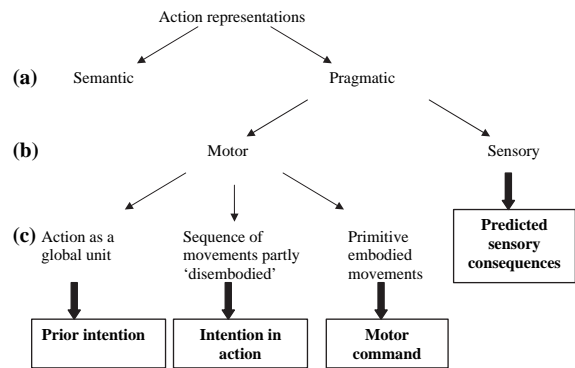 Action representations
(a) Semantic Pragmatic
(b) Motor Sensory
(c) Action as a
global unit
Sequence of
movements partly
‘disembodied’
Primitive
embodied
movements
Predicted
sensory
consequences
Prior intention
Intention in
action
Motor
command